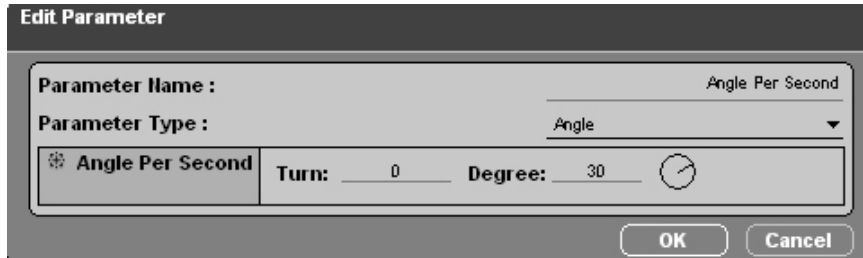 Edit Parameter
Parameter Name : Angle Per Second
Parameter Type : Angle
Angle Per Second Turn: 0 Degree: 30
OK Cancel